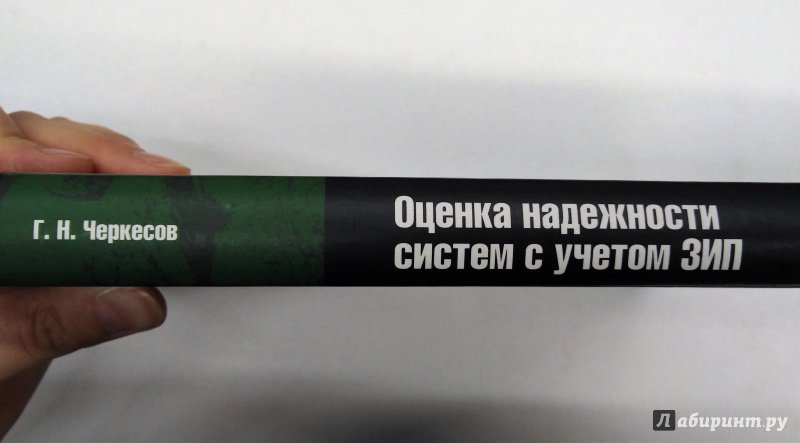 Г. Н. Черкесов
Оценка надежности
систем с учетом ЗИП
Лабиринт.ру